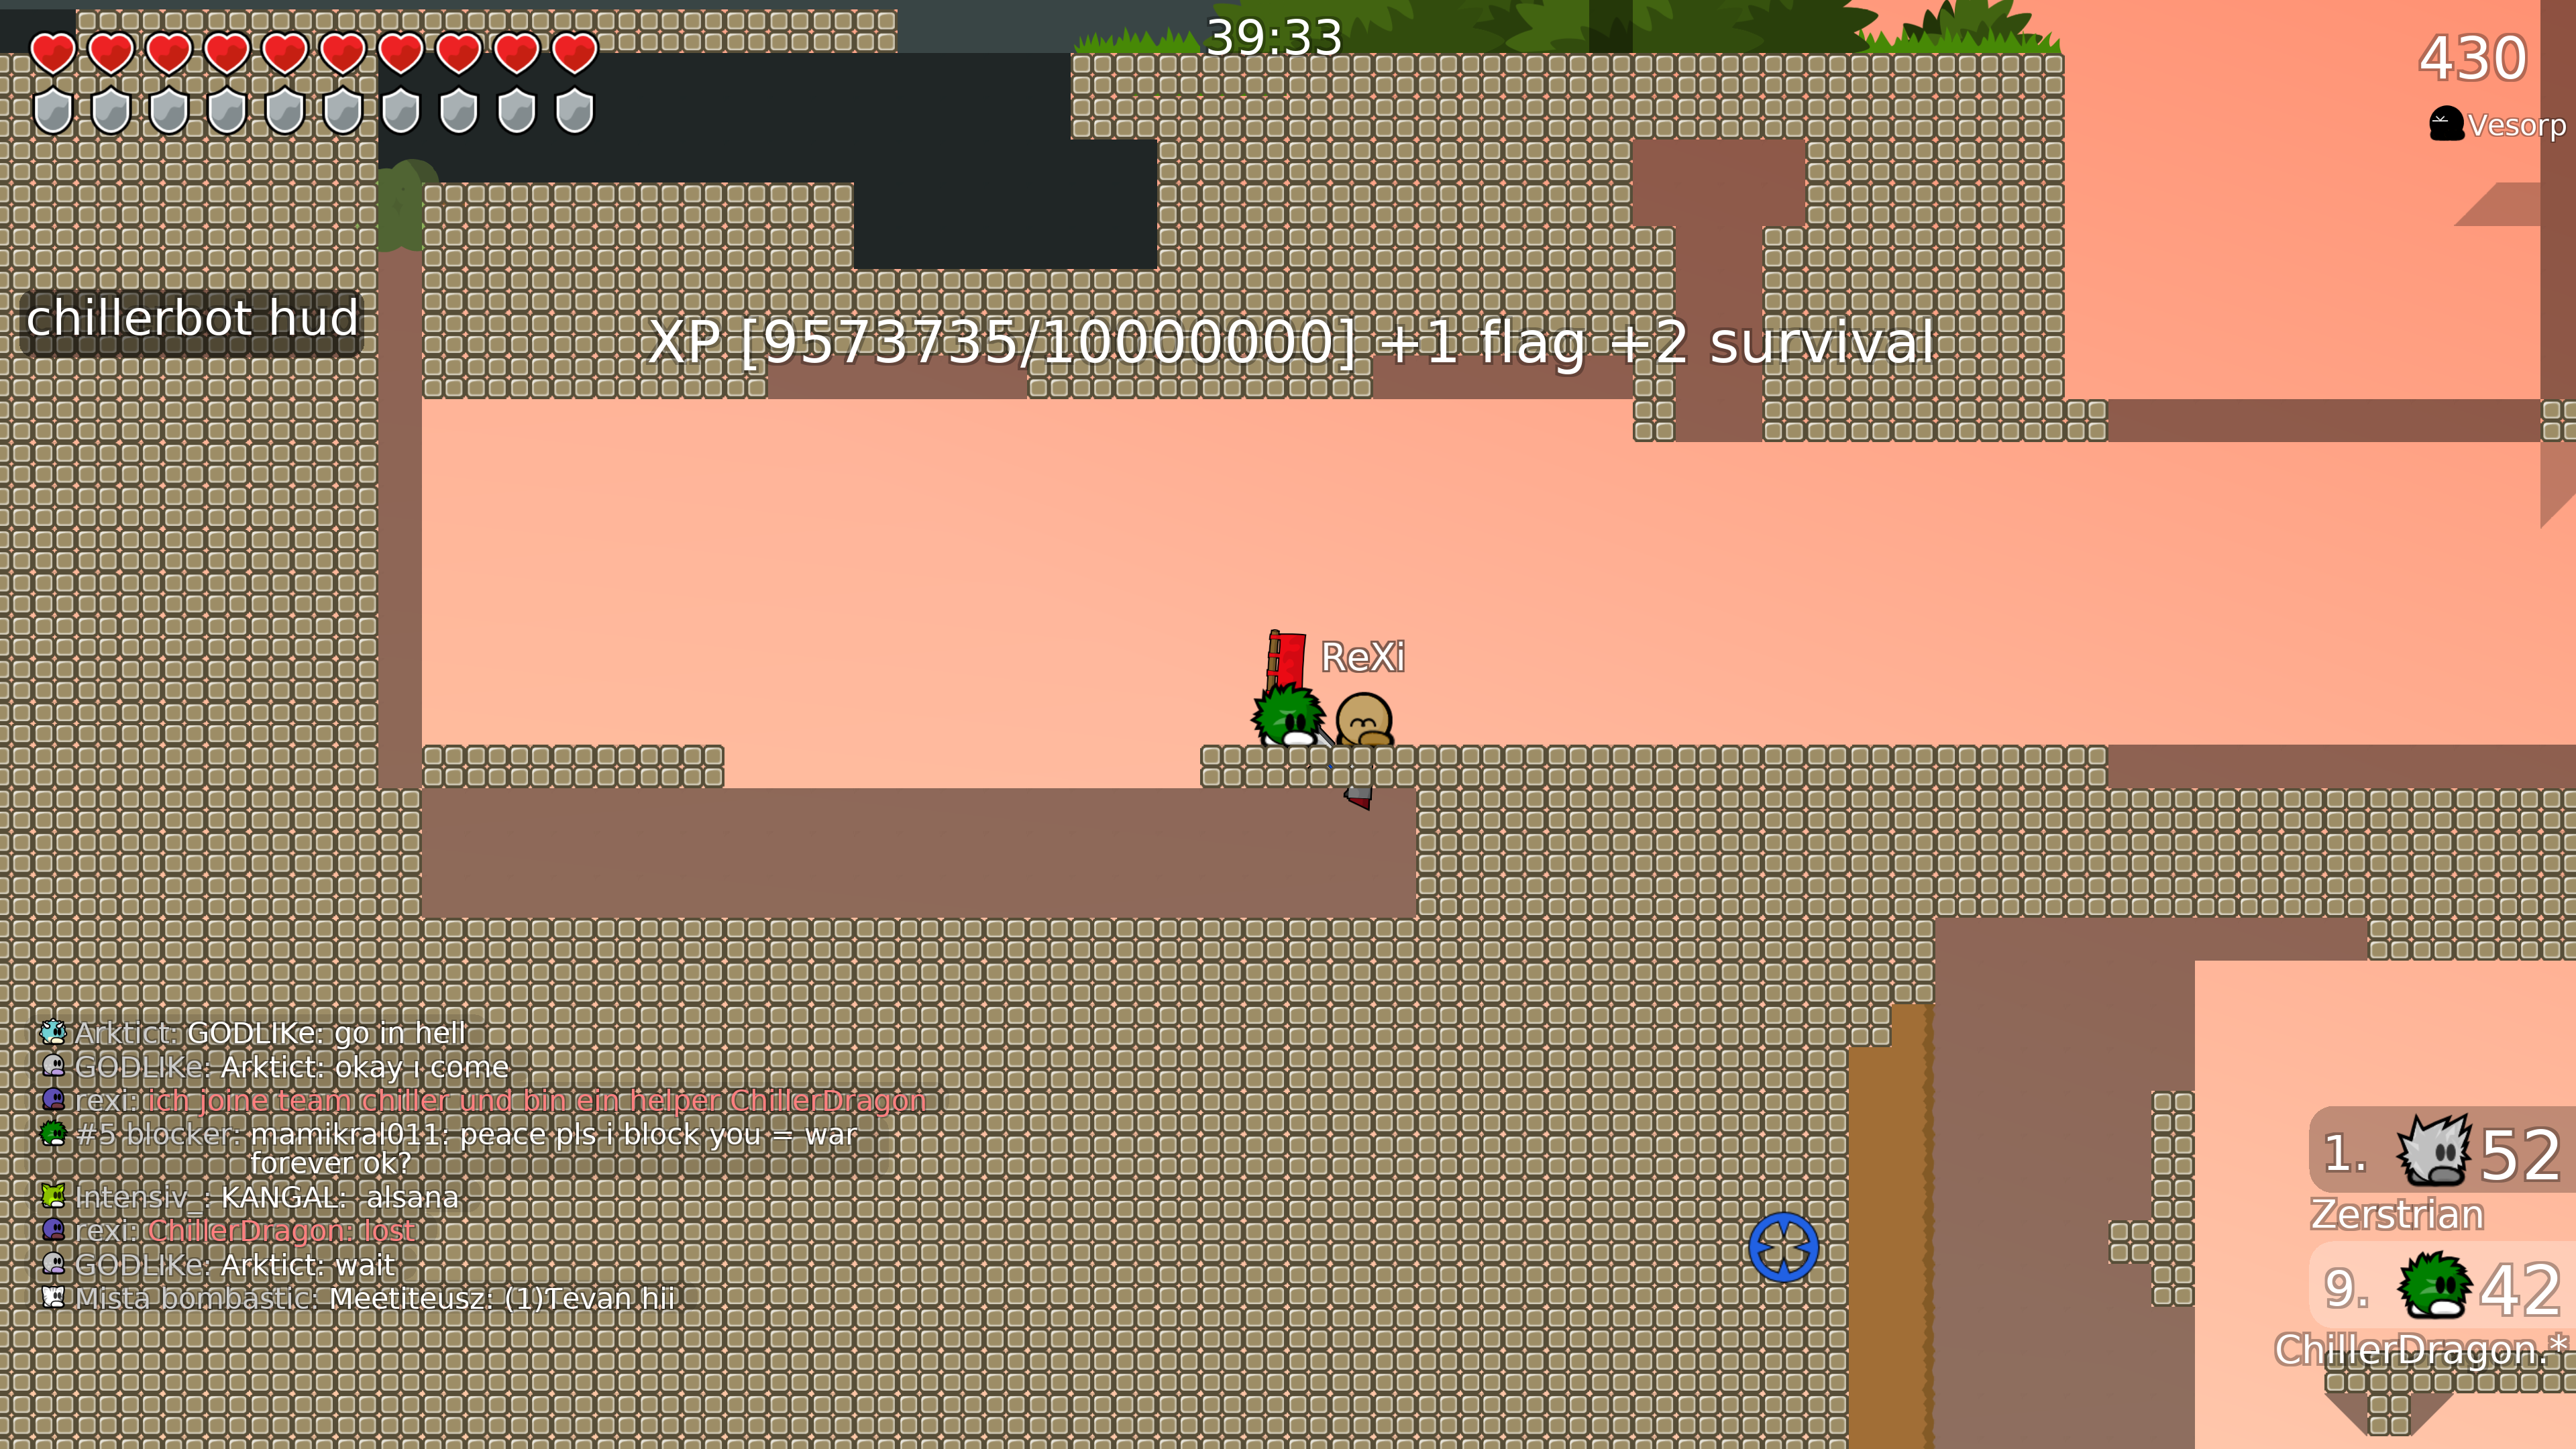 39:33
430
Vesorp
chillerbot hud
XP [9573735/10000000] +1 flag +2 survival
ReXi
Arktict: GODLIKe: go in hell
GODLIKe: Arktict: okay ı come
rexi: ich joine team chiller und bin ein helper ChillerDragon
#5 blocker: mamikral011: peace pls i block you = war
forever ok?
Intensiv_: KANGAL: alsana
rexi: ChillerDragon: lost
GODLIKe: Arktict: wait
Mista bombastic: Meetiteusz: (1)Tevan hii
1. 52
Zerstrian
9. 42
ChillerDragon.*